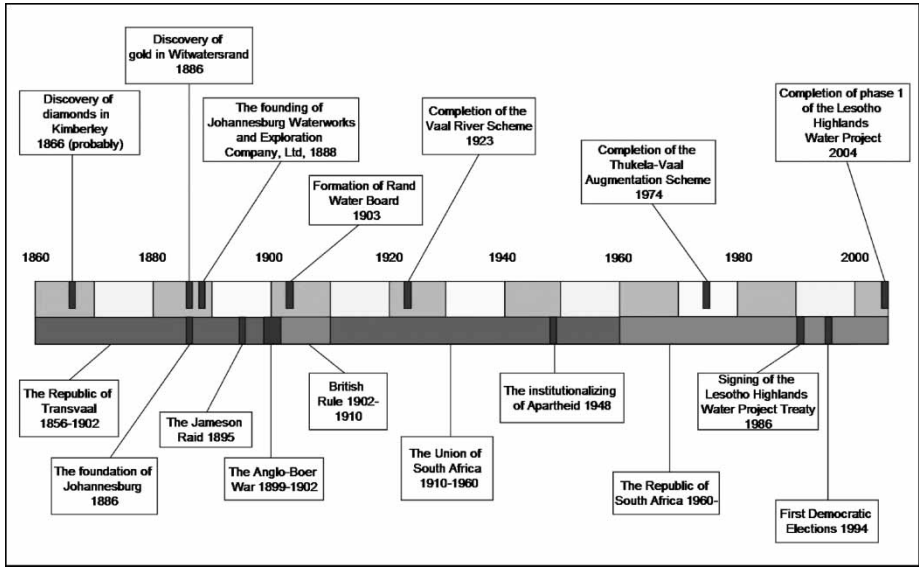 Discovery of
gold in Witwatersrand
1886
Discovery of
diamonds in
Kimberley
1866 (probably)
The founding of
Johannesburg Waterworks
and Exploration
Company, Ltd, 1888
Formation of Rand
Water Board
1903
Completion of the
Vaal River Scheme
1923
Completion of the
Thukela-Vaal
Augmentation Scheme
1974
Completion of phase 1
of the Lesotho
Highlands
Water Project
2004
1860
1880
1900
1920
1940
1960
1980
2000
The Republic of
Transvaal
1856-1902
The foundation of
Johannesburg
1886
The Jameson
Raid 1895
The Anglo-Boer
War 1899-1902
British
Rule 1902-
1910
The Union of
South Africa
1910-1960
The institutionalizing
of Apartheid 1948
The Republic of
South Africa 1960-
Signing of the
Lesotho Highlands
Water Project Treaty
1986
First Democratic
Elections 1994